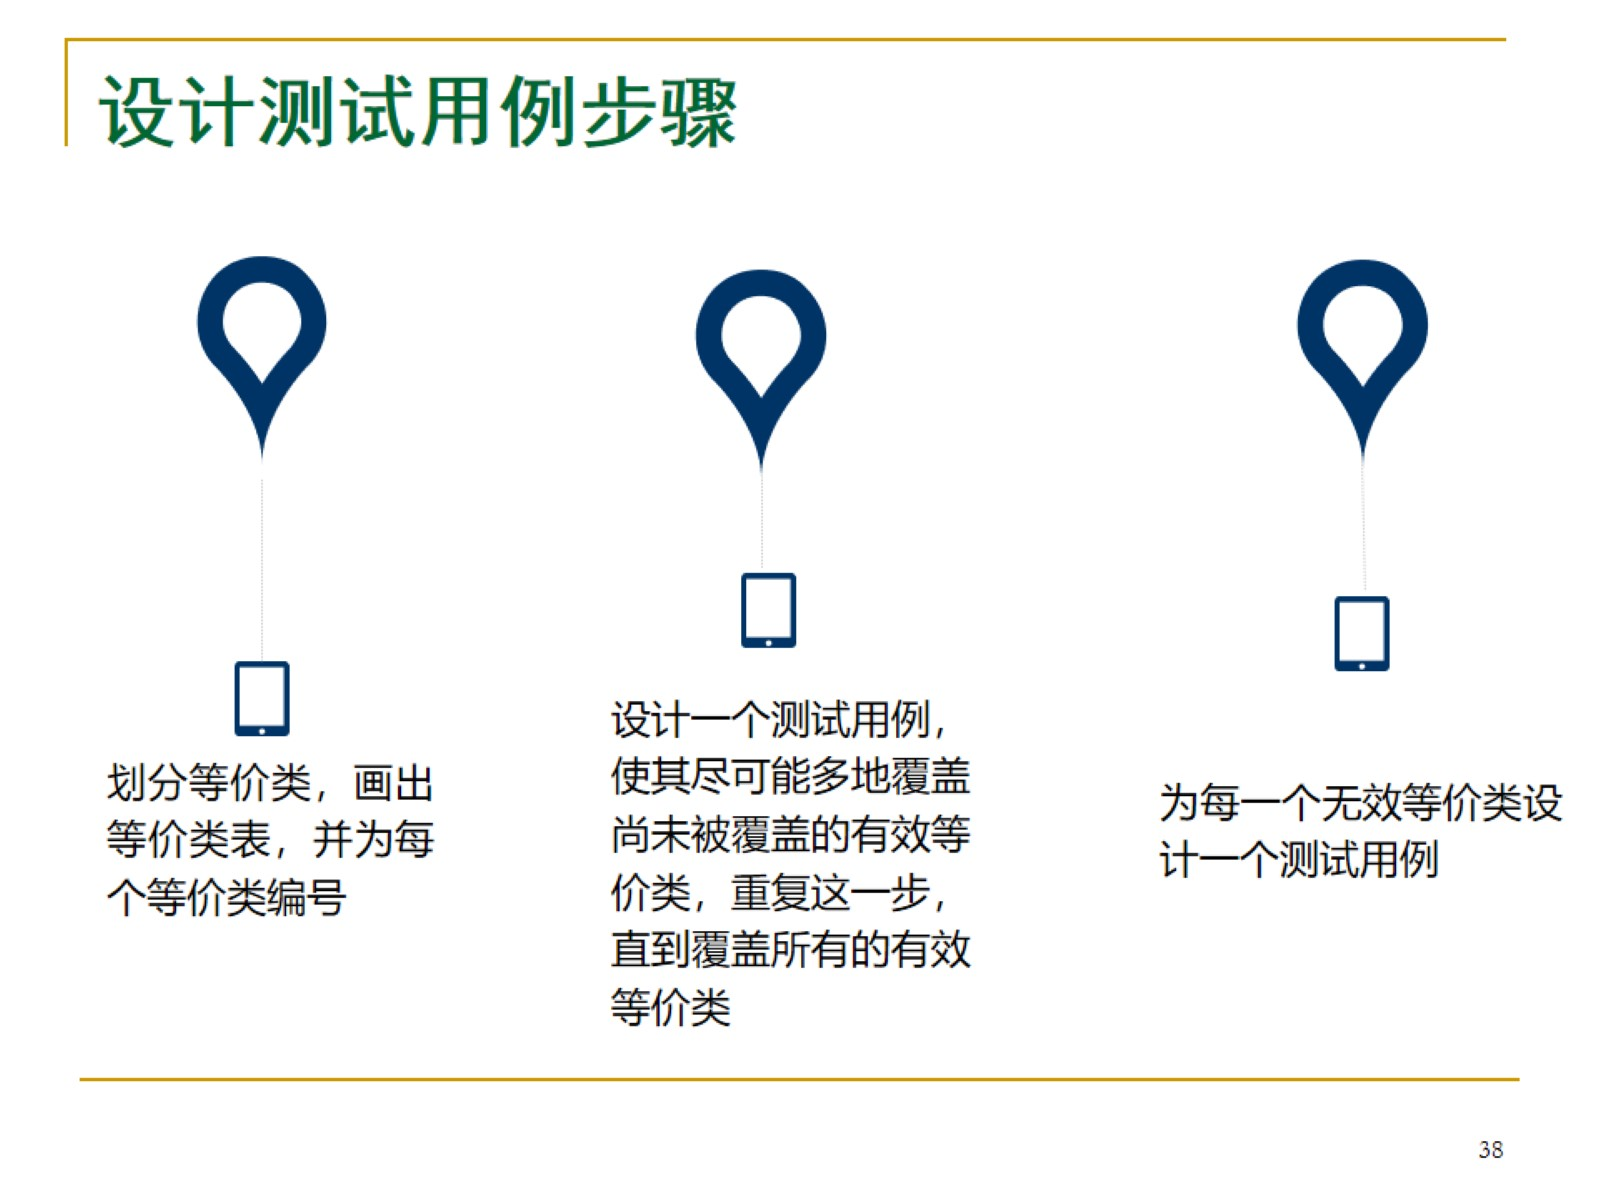 设计测试用例步骤
划分等价类，画出
等价类表，并为每
个等价类编号
设计一个测试用例，
使其尽可能多地覆盖
尚未被覆盖的有效等
价类，重复这一步，
直到覆盖所有的有效
等价类
为每一个无效等价类设
计一个测试用例
38